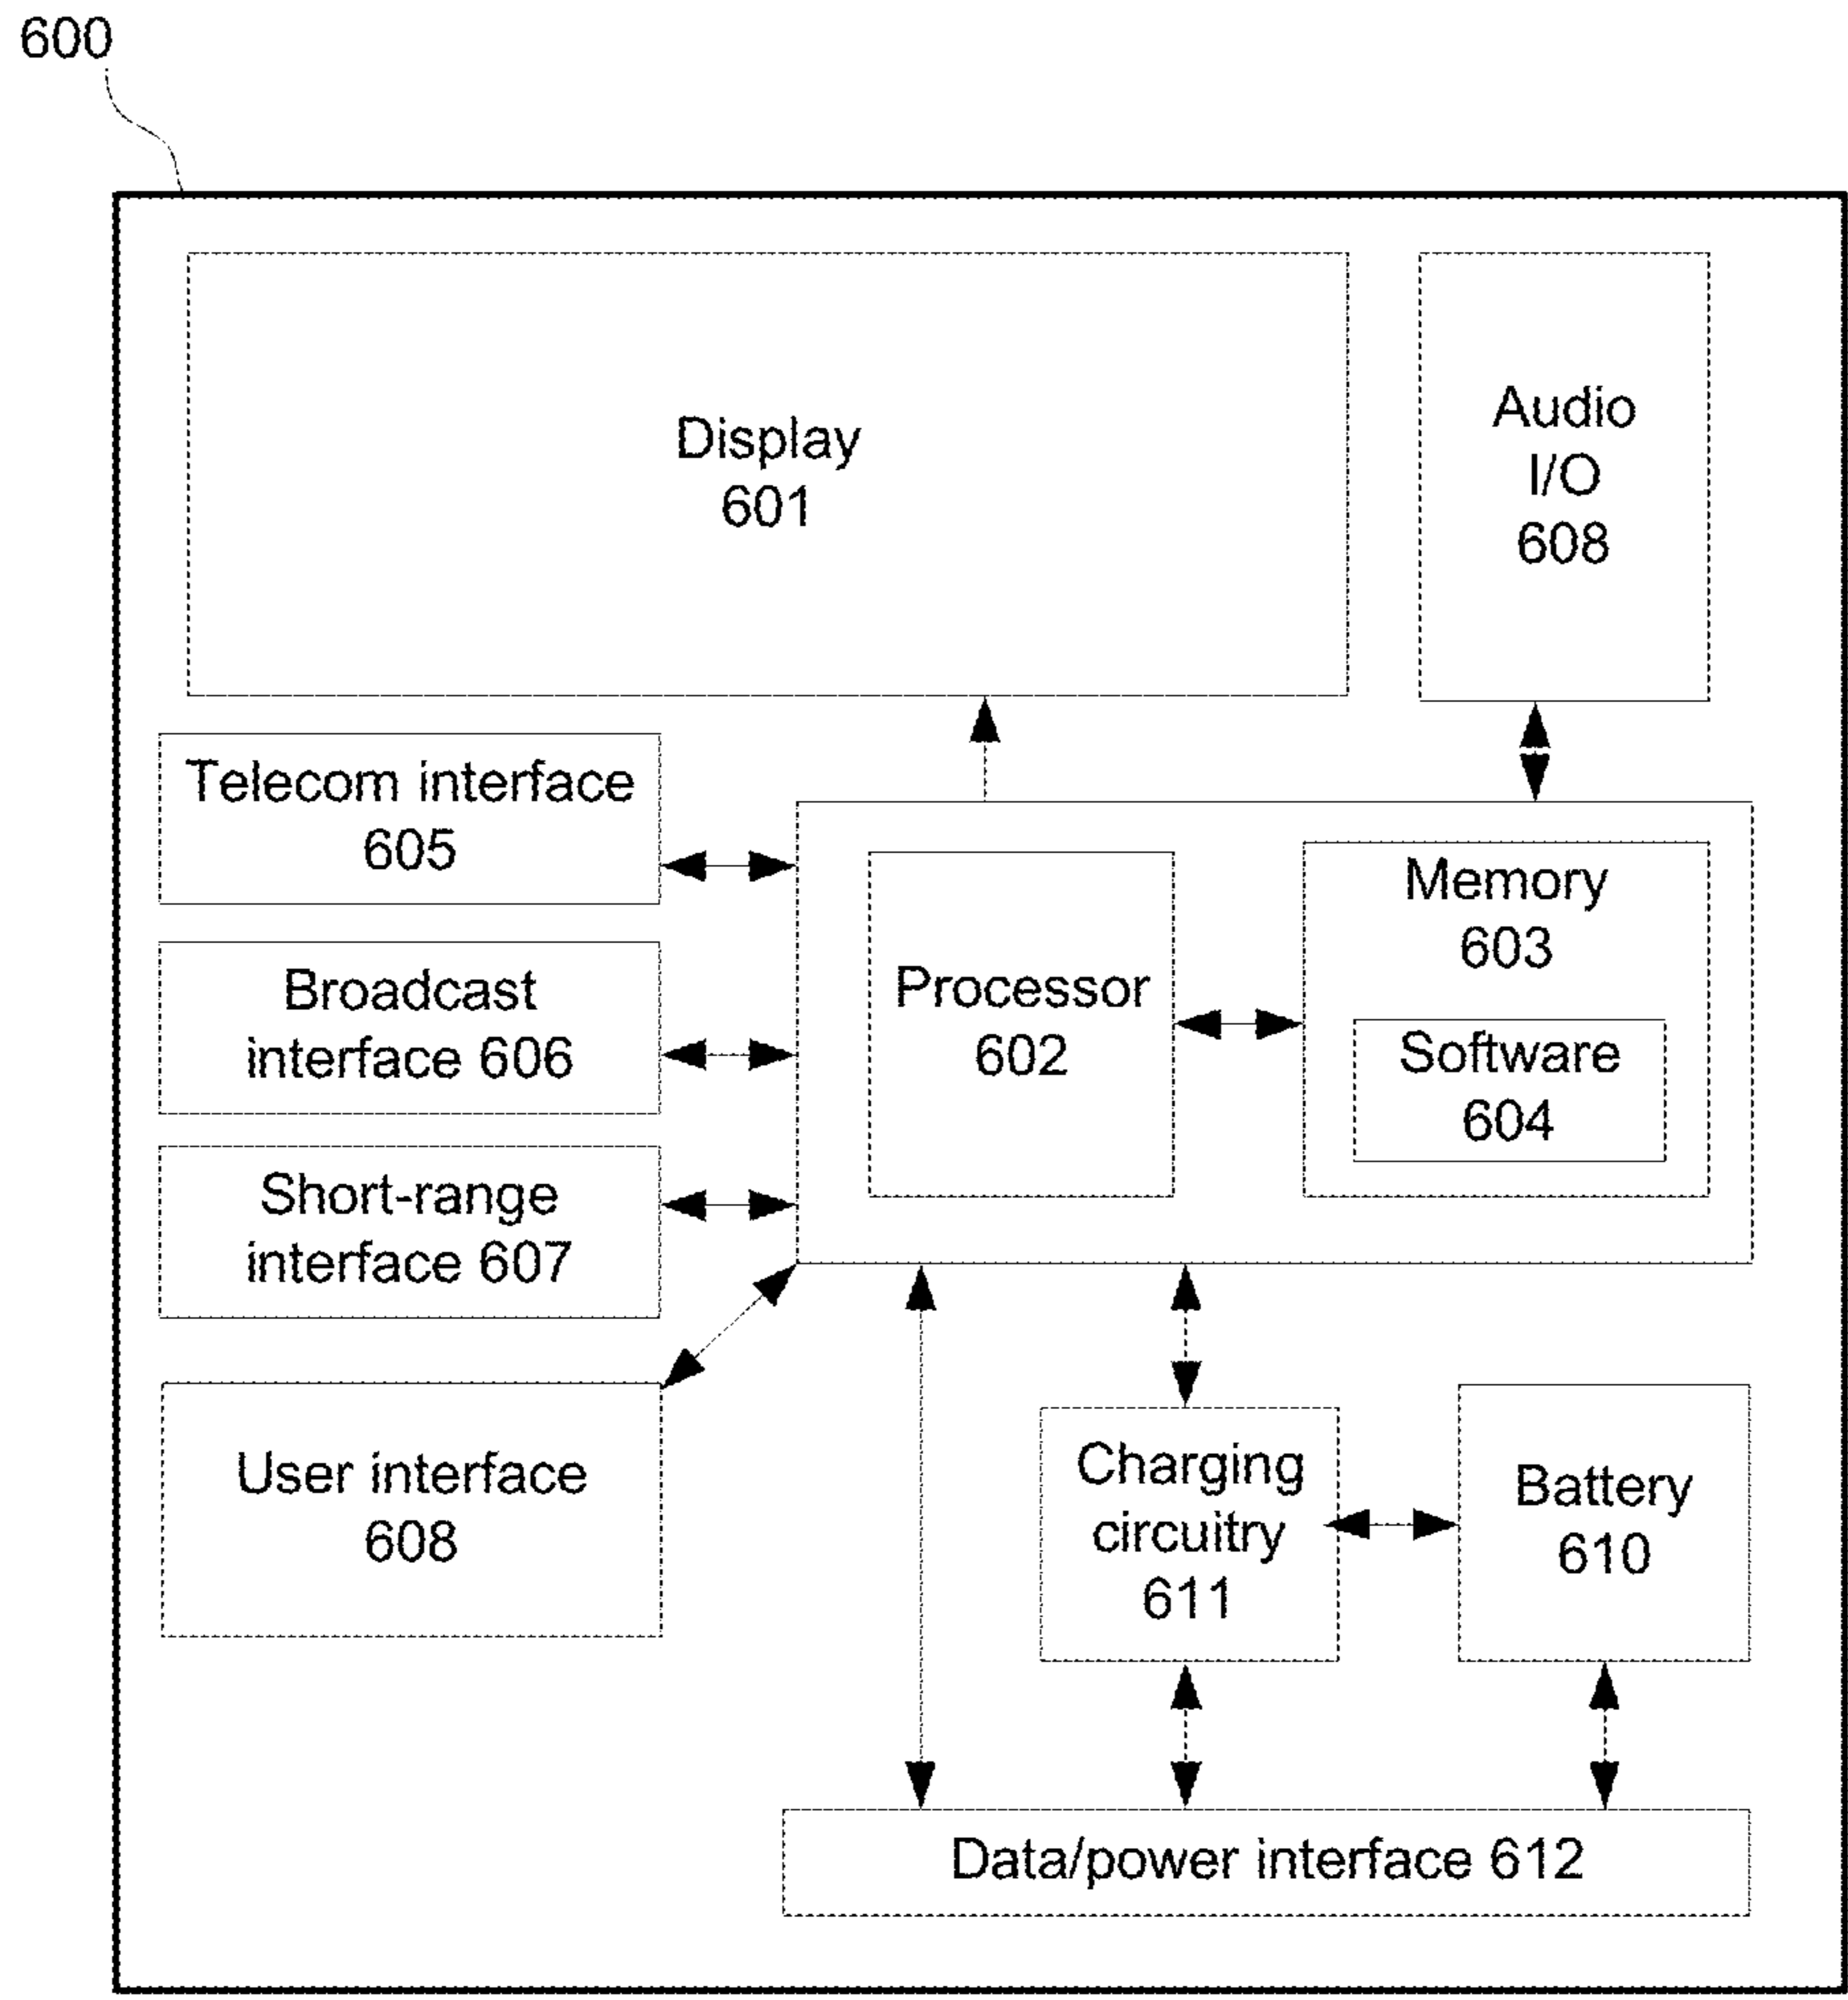 600
Display
601
Audio
I/O
608
Telecom interface
605
Broadcast
interface 606
Short-range
interface 607
Processor
602
Memory
603
Software
604
User interface
608
Charging
circuitry
611
Battery
610
Data/power interface 612